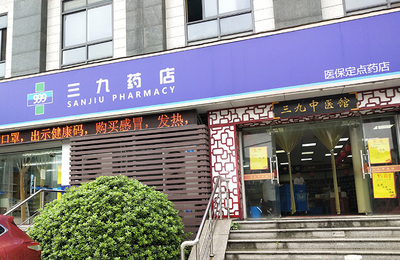 999
三九药店
SANJIU PHARMACY
医保定点药店
口罩，出示健康码，购买感冒，发热，
三九中医馆